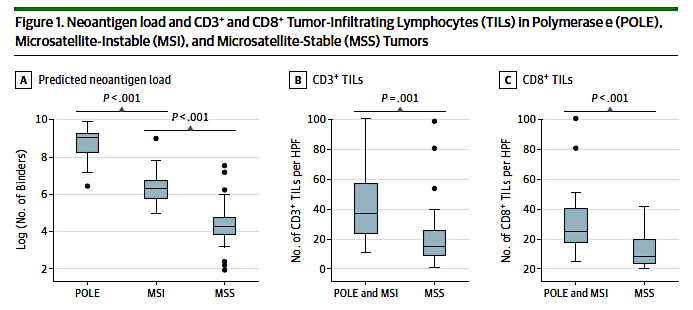 Figure 1. Neoantigen load and CD3+ and CD8+ Tumor-Infiltrating Lymphocytes (TILs) in Polymerase e (POLE),
Microsatellite-Instable (MSI), and Microsatellite-Stable (MSS) Tumors
A Predicted neoantigen load
P < .001
P < .001
Log (No. of Binders)
10
8
6
4
2
POLE
MSI
MSS
B CD3+ TILs
P = .001
No. of CD3+ TILs per HPF
100
80
60
40
20
0
POLE and MSI
MSS
C CD8+ TILs
P < .001
No. of CD8+ TILs per HPF
100
80
60
40
20
20
POLE and MSI
MSS